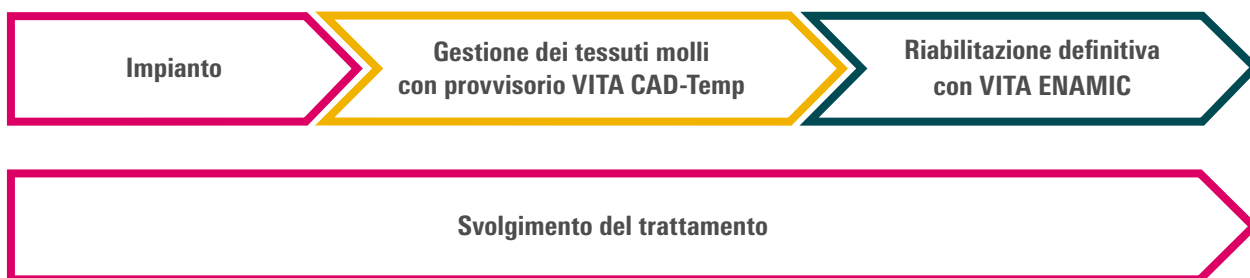 Impianto
Gestione dei tessuti molli
con provvisorio VITA CAD-Temp
Riabilitazione definitiva
con VITA ENAMIC
Svolgimento del trattamento